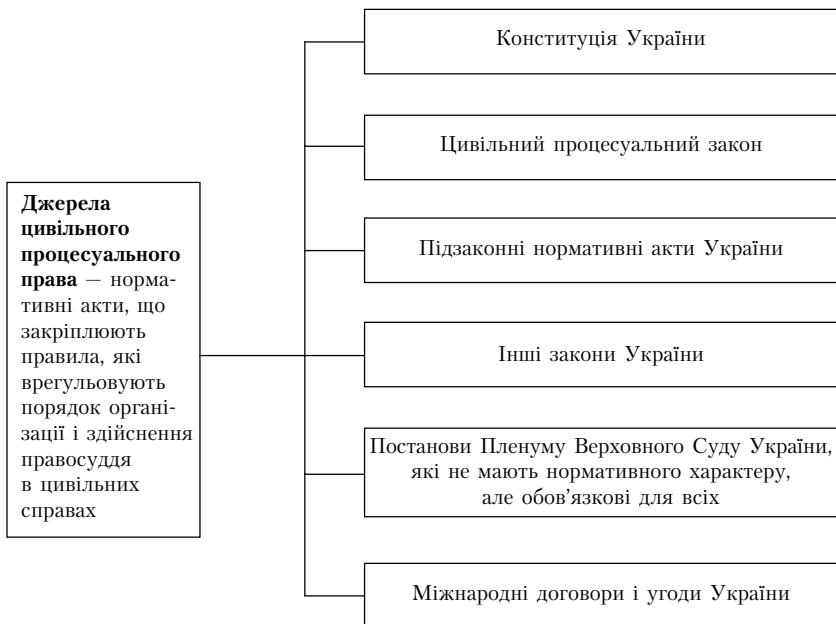 Джерела
цивільного
процесуального
права — норма-
тивні акти, що
закріплюють
правила, які
врегульовують
порядок органі-
зації і здійснення
правосуддя
в цивільних
справах
Конституція України
Цивільний процесуальний закон
Підзаконні нормативні акти України
Інші закони України
Постанови Пленуму Верховного Суду України,
які не мають нормативного характеру,
але обов’язкові для всіх
Міжнародні договори і угоди України